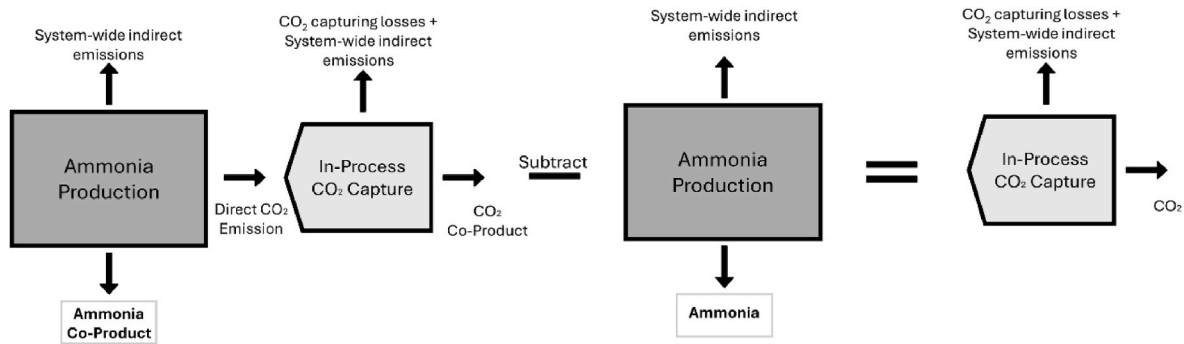 System-wide indirect
emissions
CO₂ capturing losses +
System-wide indirect
emissions
Ammonia
Production
Direct CO₂
Emission
In-Process
CO₂ Capture
CO₂
Co-Product
Ammonia
Co-Product
Subtract
System-wide indirect
emissions
Ammonia
Production
Ammonia
CO₂ capturing losses +
System-wide indirect
emissions
In-Process
CO₂ Capture
CO₂